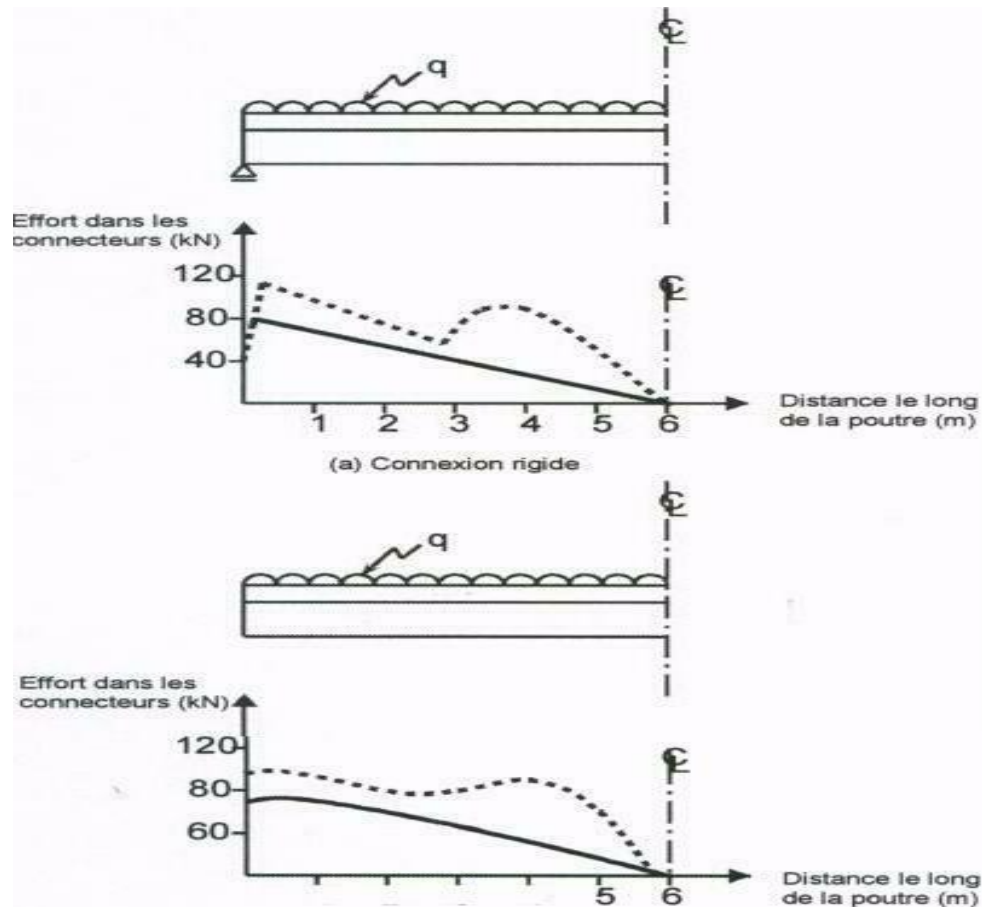 ℄
q
Effort dans les
connecteurs (kN)
120
80
40
℄
1 2 3 4 5 6
Distance le long
de la poutre (m)
(a) Connexion rigide
℄
q
Effort dans les
connecteurs (kN)
120
80
60
℄
5 6
Distance le long
de la poutre (m)